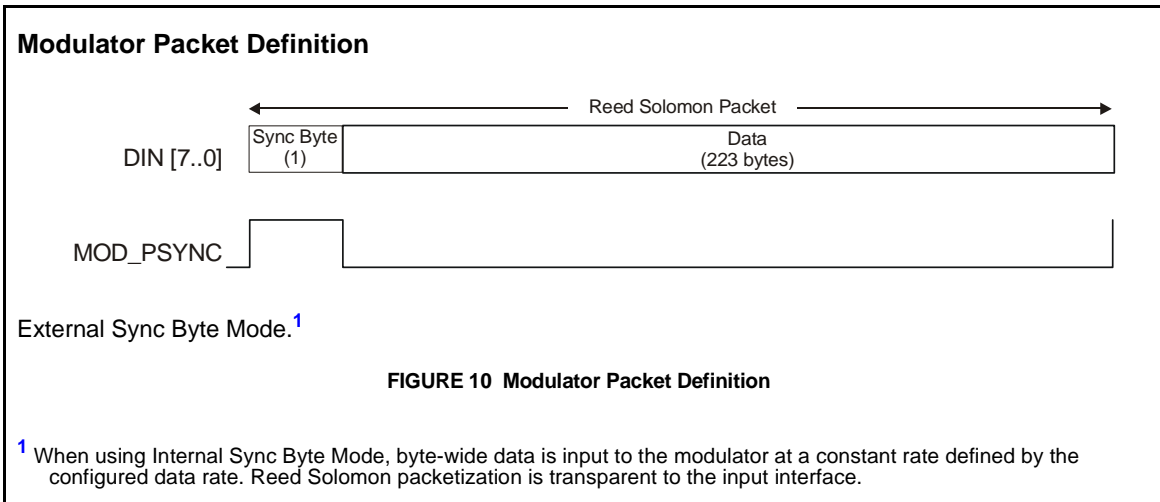 Modulator Packet Definition
Reed Solomon Packet
DIN [7..0]
Sync Byte
(1)
Data
(223 bytes)
MOD_PSYNC
External Sync Byte Mode.1
FIGURE 10 Modulator Packet Definition
1 When using Internal Sync Byte Mode, byte-wide data is input to the modulator at a constant rate defined by the
configured data rate. Reed Solomon packetization is transparent to the input interface.